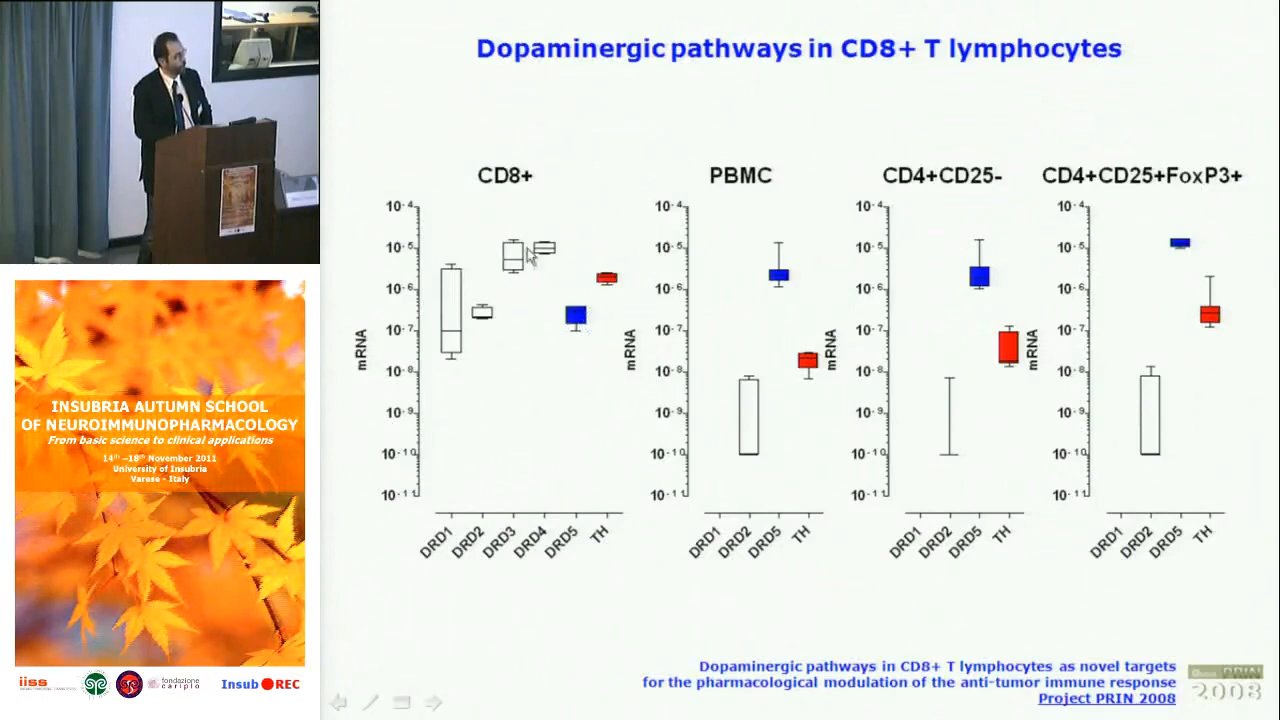 Dopaminergic pathways in CD8+ T lymphocytes
CD8+
PBMC
CD4+CD25-
CD4+CD25+FoxP3+
mRNA
10-4
10-5
10-6
10-7
10-8
10-9
10-10
10-11
DRD1
DRD2
DRD3
DRD4
DRD5
TH
mRNA
10-4
10-5
10-6
10-7
10-8
10-9
10-10
10-11
DRD1
DRD2
DRD5
TH
mRNA
10-4
10-5
10-6
10-7
10-8
10-9
10-10
10-11
DRD1
DRD2
DRD5
TH
mRNA
10-4
10-5
10-6
10-7
10-8
10-9
10-10
10-11
DRD1
DRD2
DRD5
TH
INSUBRIA AUTUMN SCHOOL
OF NEUROIMMUNOPHARMACOLOGY
From basic science to clinical applications
14th -18th November 2011
University of Insubria
Varese - Italy
iiss
fondazione
cariplo
Insub REC
Dopaminergic pathways in CD8+ T lymphocytes as novel targets
for the pharmacological modulation of the anti-tumor immune response
Project PRIN 2008
PRIN
2008